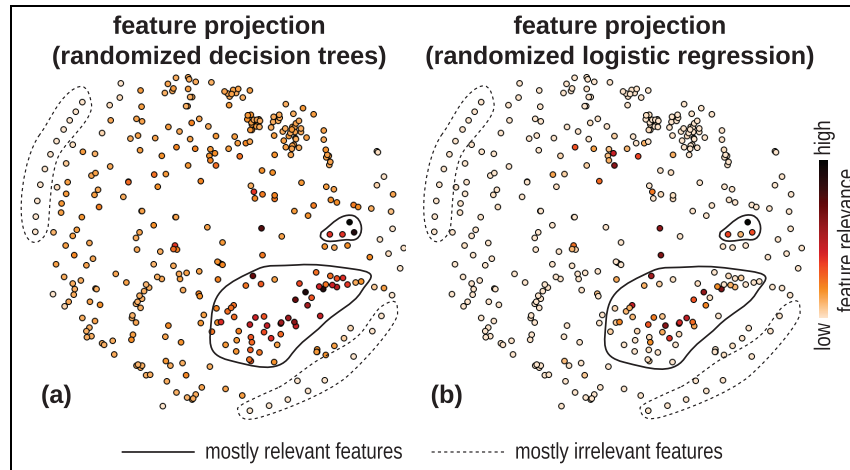 feature projection
(randomized decision trees)
feature projection
(randomized logistic regression)
high
low
feature relevance
(a)
(b)
mostly relevant features
mostly irrelevant features